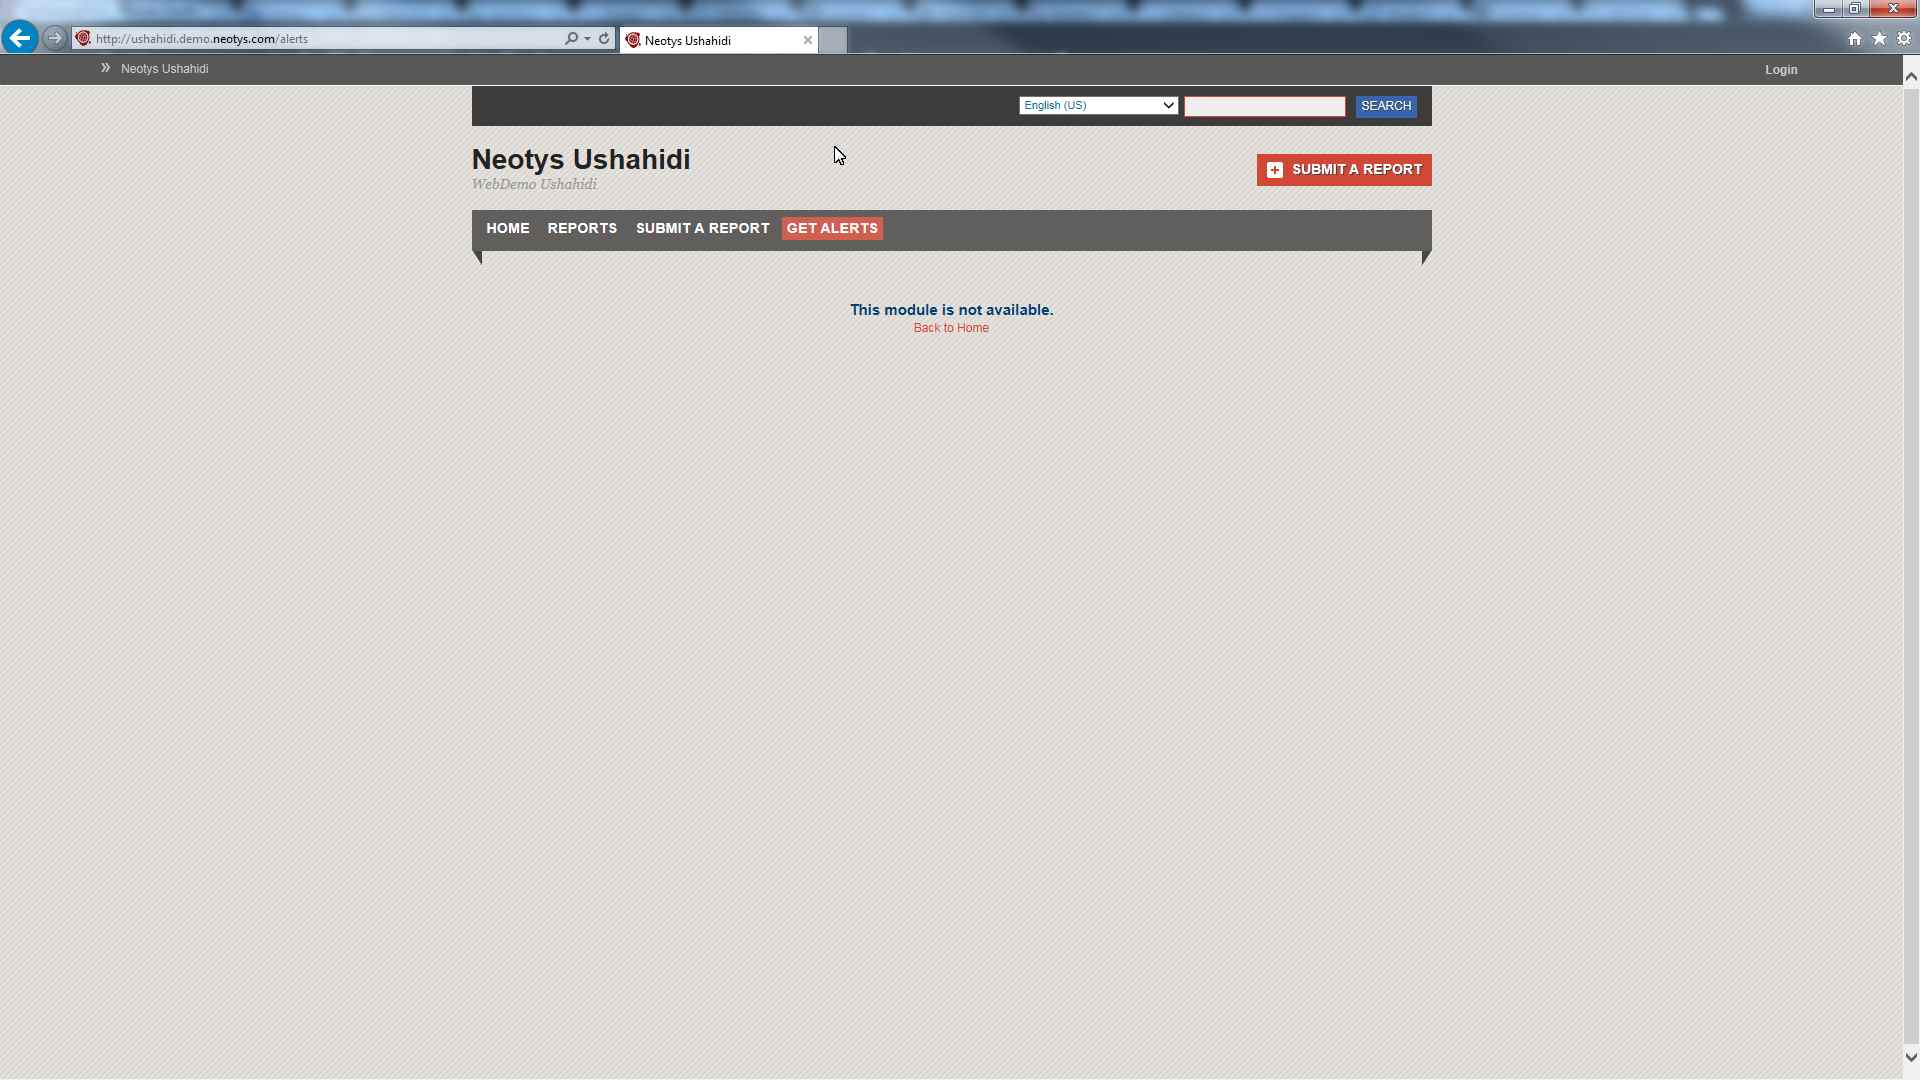 http://ushahidi.demo.neotys.com/alerts
Neotys Ushahidi
» Neotys Ushahidi
Login
English (US)
SEARCH
Neotys Ushahidi
WebDemo Ushahidi
SUBMIT A REPORT
HOME REPORTS SUBMIT A REPORT GET ALERTS
This module is not available.
Back to Home